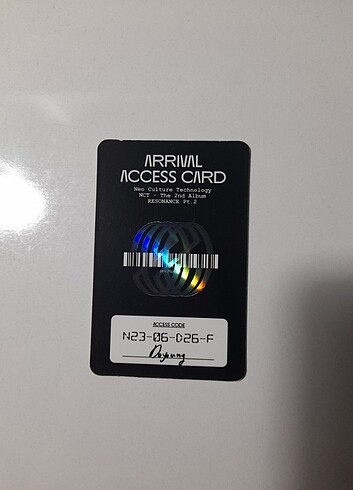 ARRIVAL
ACCESS CARD
Neo Culture Technology
NCT - The 2nd Album
RESONANCE Pt.2
ACCESS CODE
N23-06-D26-F
Doyoung